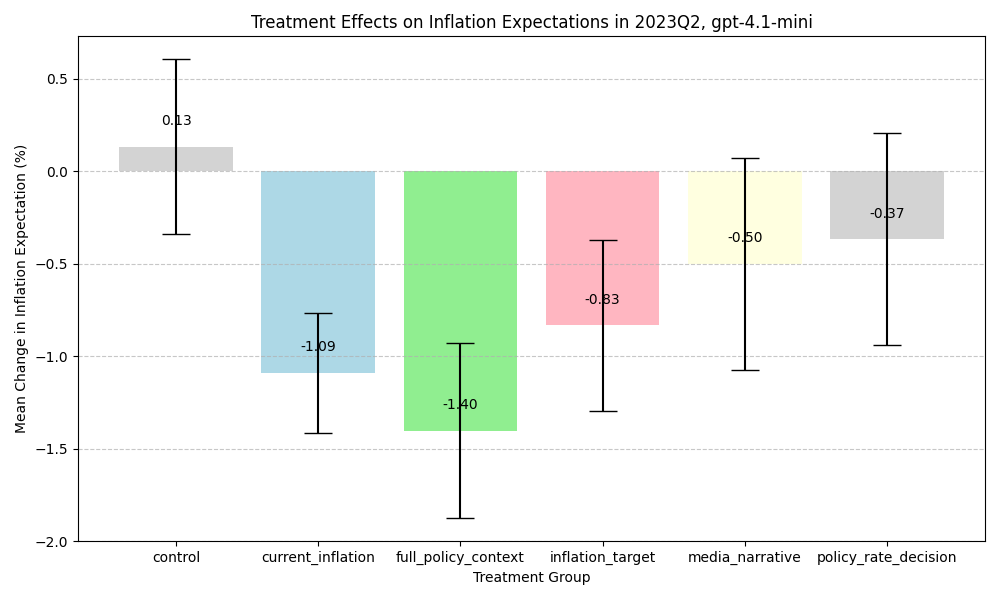 Treatment Effects on Inflation Expectations in 2023Q2, gpt-4.1-mini
Mean Change in Inflation Expectation (%)
0.5
0.0
−0.5
−1.0
−1.5
−2.0
0.13
-1.09
-1.40
-0.83
-0.50
-0.37
control
current_inflation
full_policy_context
inflation_target
media_narrative
policy_rate_decision
Treatment Group